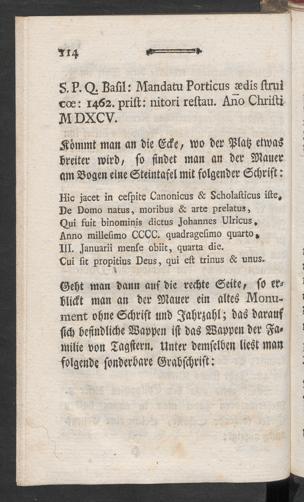 114
S. P. Q. Basil: Mandatu Porticus ædis strui
cœ: 1462. prist: nitori restau. Año Christi
M DXCV.
Kömmt man an die Ecke, wo der Platz etwas
breiter wird, so findet man an der Mauer
am Bogen eine Steintafel mit folgender Schrift:
Hic jacet in cespite Canonicus & Scholasticus iste.
De Domo natus, moribus & arte prelatus,
Qui fuit binominis dictus Johannes Ulricus.
Anno millesimo CCCC. quadragesimo quarto.
III. Januarii mense obiit, quarta die.
Cui sit propitius Deus, qui est trinus & unus.
Geht man dann auf die rechte Seite, so er-
blickt man an der Mauer ein altes Monu-
ment ohne Schrift und Jahrzahl; das darauf
sich befindliche Wappen ist das Wappen der Fa-
milie von Tagstern. Unter demselben liest man
folgende sonderbare Grabschrift: